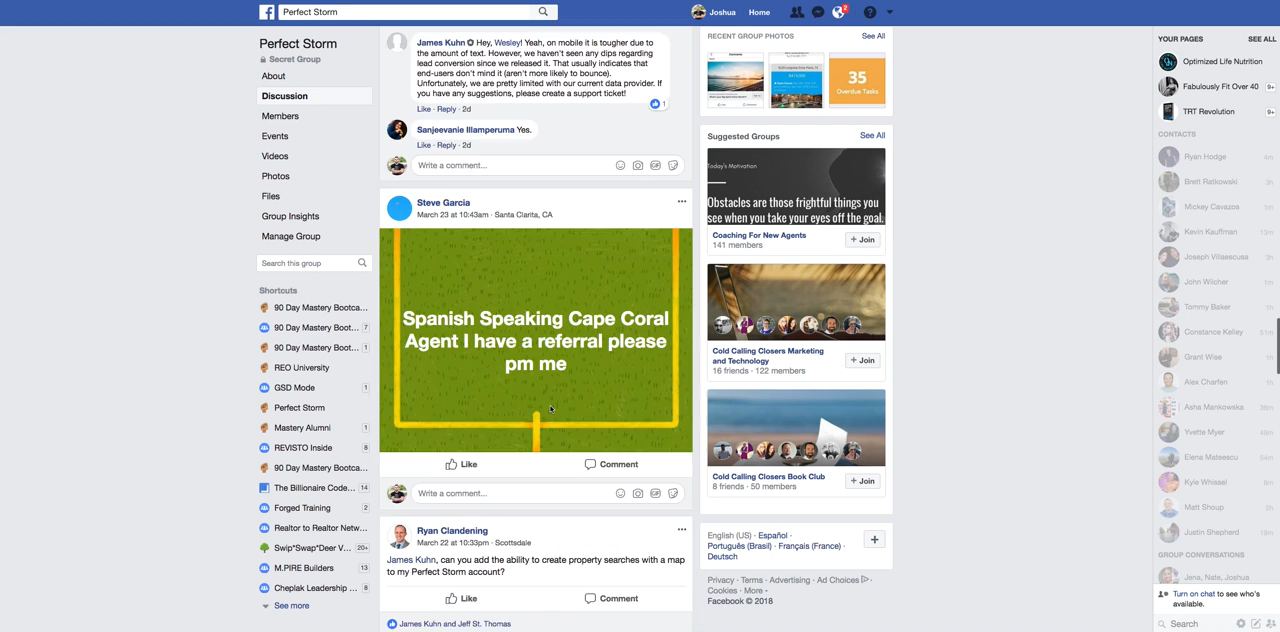 Perfect Storm
Joshua
Home
2
Perfect Storm
Secret Group
About
Discussion
Members
Events
Videos
Photos
Files
Group Insights
Manage Group
Search this group
Shortcuts
90 Day Mastery Bootca...
90 Day Mastery Boot... 7
90 Day Mastery Boot... 1
REO University
GSD Mode 1
Perfect Storm
Mastery Alumni 1
REVISTO Inside 8
90 Day Mastery Bootca...
The Billionaire Code... 14
Forged Training 2
Realtor to Realtor Netw...
Swip*Swap*Deer V... 20+
M.PIRE Builders 13
Cheplak Leadership ... 8
See more
James Kuhn Hey, Wesley! Yeah, on mobile it is tougher due to
the amount of text. However, we haven't seen any dips regarding
lead conversion since we released it. That usually indicates that
end-users don't mind it (aren't more likely to bounce).
Unfortunately, we are pretty limited with our current data provider. If
you have any suggestions, please create a support ticket!
1
Like · Reply · 2d
Sanjeevanie Illamperuma Yes.
Like · Reply · 2d
Write a comment...
Steve Garcia
March 23 at 10:43am · Santa Clarita, CA
Spanish Speaking Cape Coral
Agent I have a referral please
pm me
Like Comment
Write a comment...
Ryan Clandening
March 22 at 10:33pm · Scottsdale
James Kuhn, can you add the ability to create property searches with a map
to my Perfect Storm account?
Like Comment
James Kuhn and Jeff St. Thomas
RECENT GROUP PHOTOS See All
35
Overdue Tasks
Suggested Groups See All
Today's Motivation
Obstacles are those frightful things you
see when you take your eyes off the goal.
Coaching For New Agents
141 members
+ Join
Cold Calling Closers Marketing
and Technology
16 friends · 122 members
+ Join
Cold Calling Closers Book Club
8 friends · 50 members
+ Join
English (US) · Español ·
Português (Brasil) · Français (France) ·
Deutsch
+
Privacy · Terms · Advertising · Ad Choices ·
Cookies · More
Facebook © 2018
YOUR PAGES SEE ALL
Optimized Life Nutrition
Fabulously Fit Over 40 9+
TRT Revolution 9+
CONTACTS
Ryan Hodge 4m
Brett Ratkowski 3h
Mickey Cavazos 1m
Kevin Kauffman 13m
Joseph Villaescusa 3h
John Wilcher 1m
Tommy Baker 1h
Constance Kelley 51m
Grant Wise 1h
Alex Charfen 1h
Asha Mankowska 36m
Yvette Myer 49m
Elena Mateescu 54m
Kyle Whissel 8m
Matt Shoup 2h
Justin Shepherd 19m
GROUP CONVERSATIONS
Jena, Nate, Joshua
Turn on chat to see who's
available.
Search